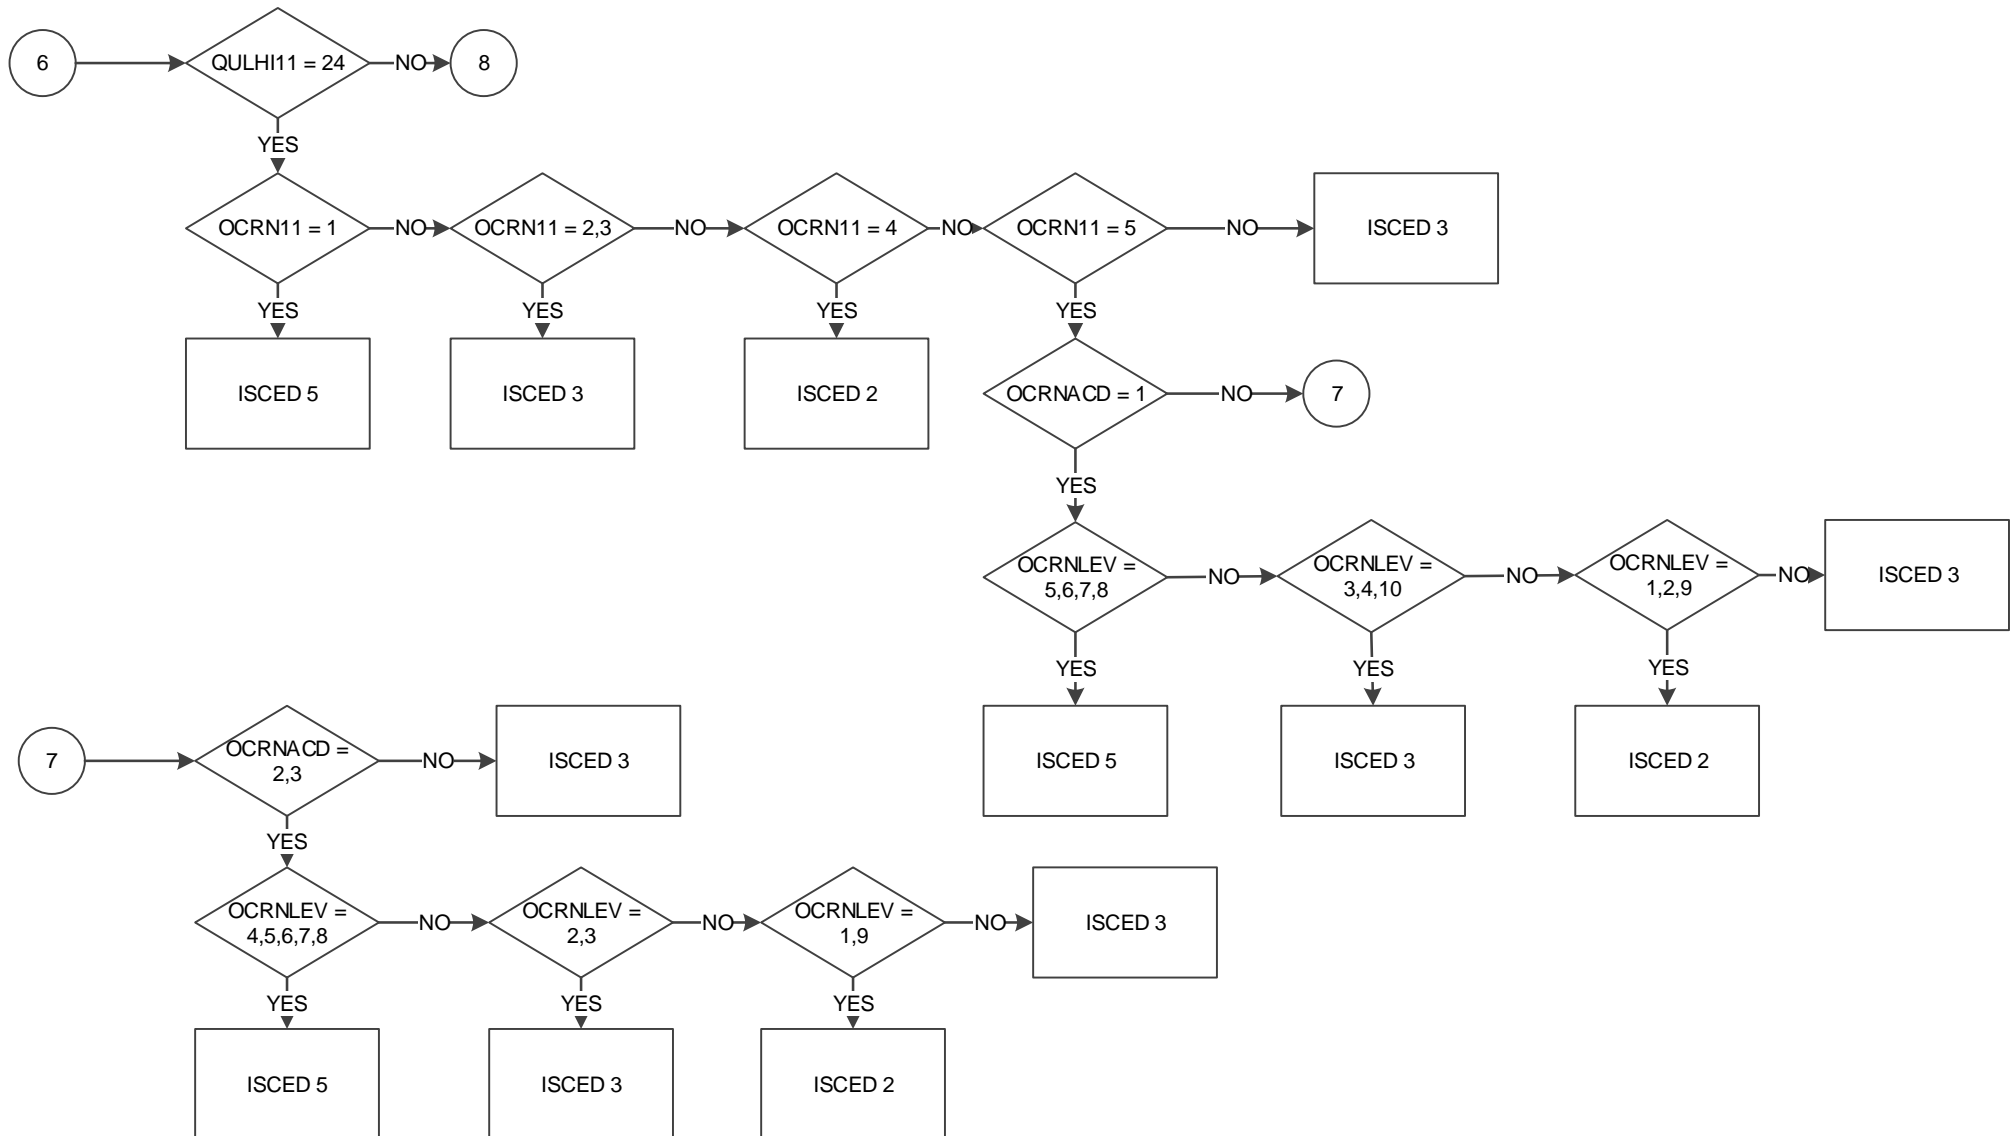 6
QULHI11 = 24
NO
8
YES
OCRN11 = 1
NO
OCRN11 = 2,3
NO
OCRN11 = 4
NO
OCRN11 = 5
NO
ISCED 3
YES
YES
YES
YES
ISCED 5
ISCED 3
ISCED 2
OCRNACD = 1
NO
7
YES
OCRNLEV =
5,6,7,8
NO
OCRNLEV =
3,4,10
NO
OCRNLEV =
1,2,9
NO
ISCED 3
YES
YES
YES
ISCED 5
ISCED 3
ISCED 2
7
OCRNACD =
2,3
NO
ISCED 3
YES
OCRNLEV =
4,5,6,7,8
NO
OCRNLEV =
2,3
NO
OCRNLEV =
1,9
NO
ISCED 3
YES
YES
YES
ISCED 5
ISCED 3
ISCED 2